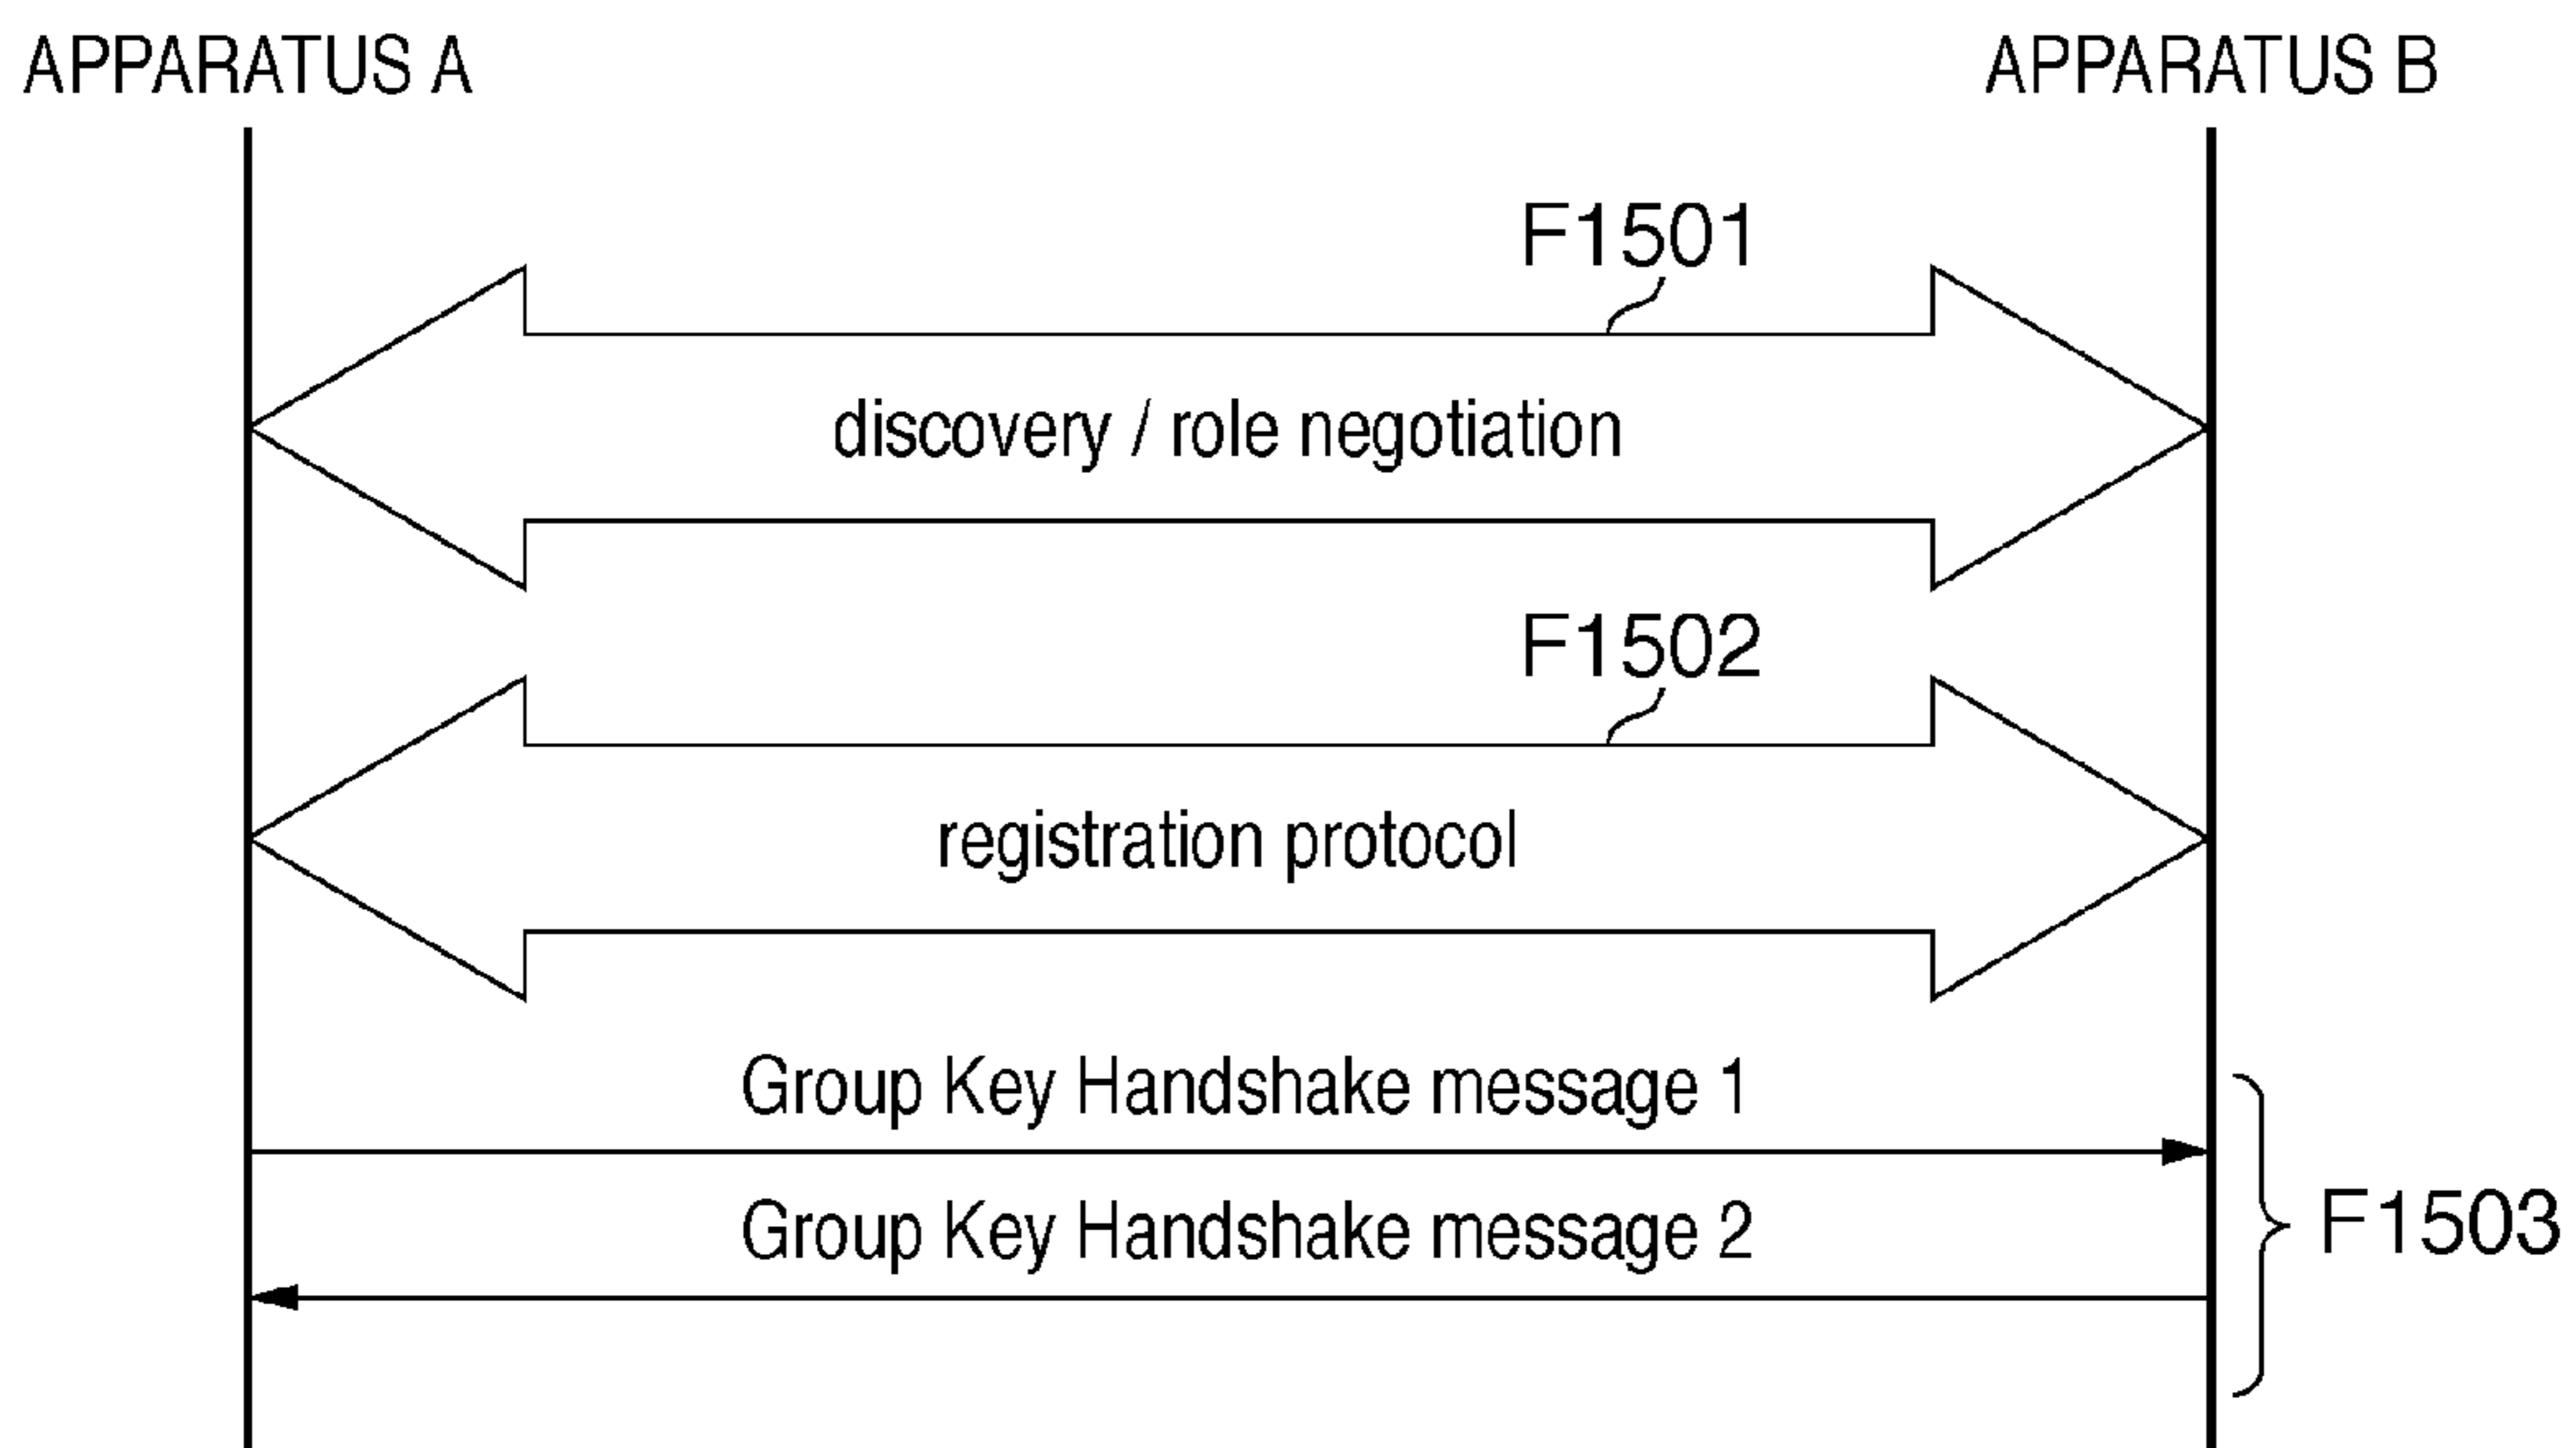 APPARATUS A
APPARATUS B
F1501
discovery / role negotiation
F1502
registration protocol
Group Key Handshake message 1
Group Key Handshake message 2
F1503